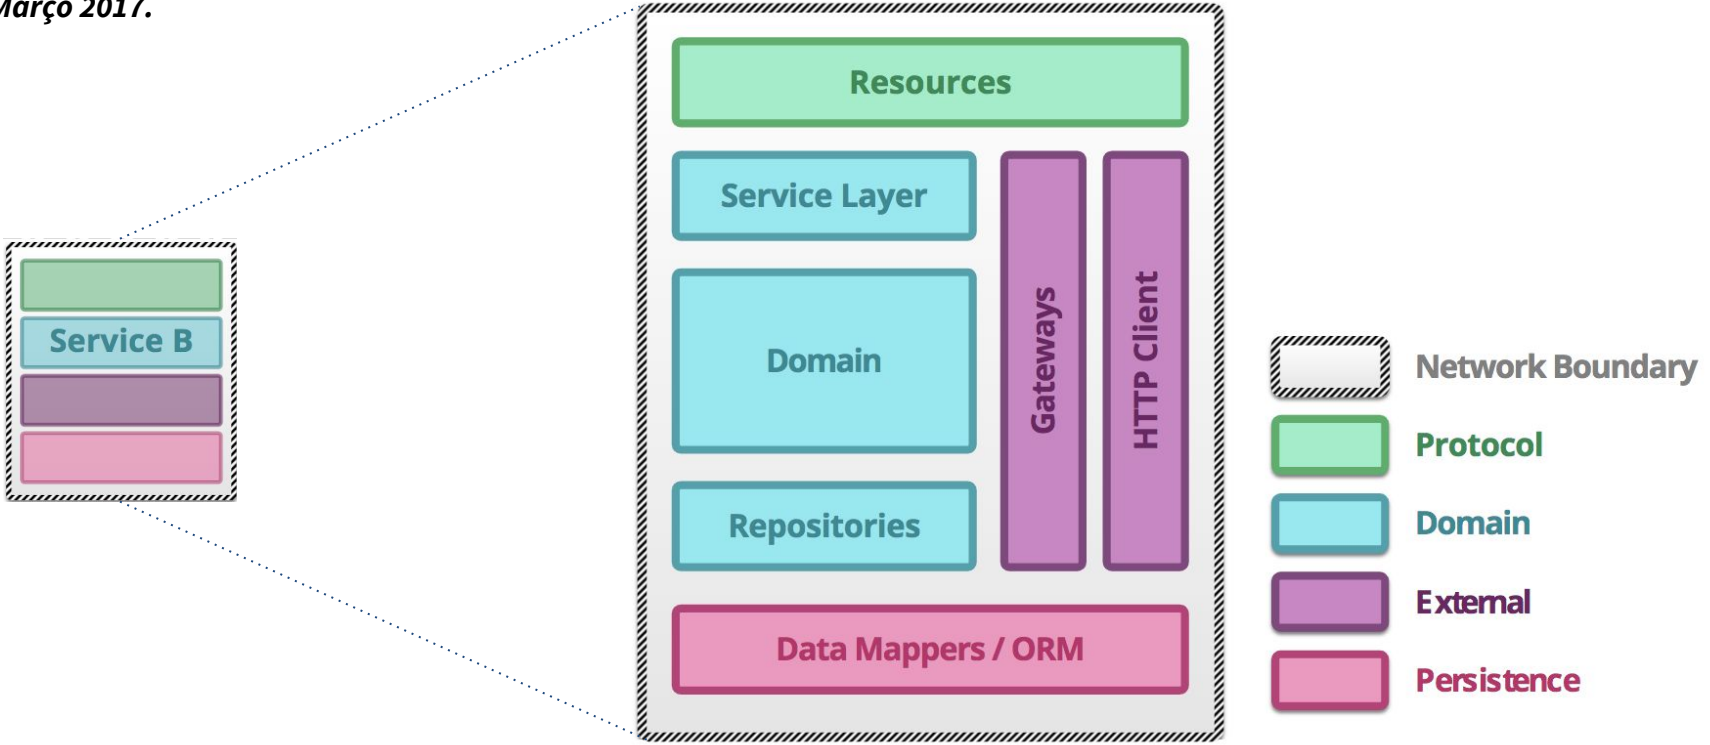 Março 2017.
Resources
Service Layer
Service B
Domain
Gateways
HTTP Client
Repositories
Data Mappers / ORM
Network Boundary
Protocol
Domain
External
Persistence